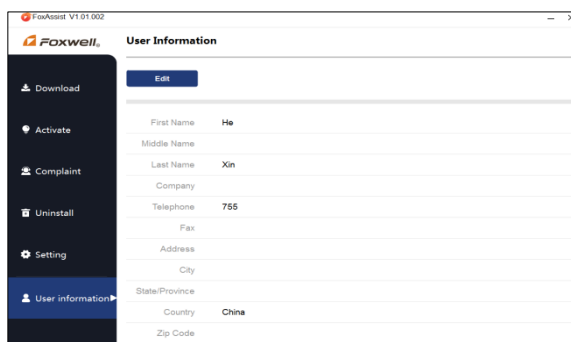 FoxAssist V1.01.002
FOXWELL®
User Information
Edit
Download
Activate
Complaint
Uninstall
Setting
User information
First Name He
Middle Name
Last Name Xin
Company
Telephone 755
Fax
Address
City
State/Province
Country China
Zip Code